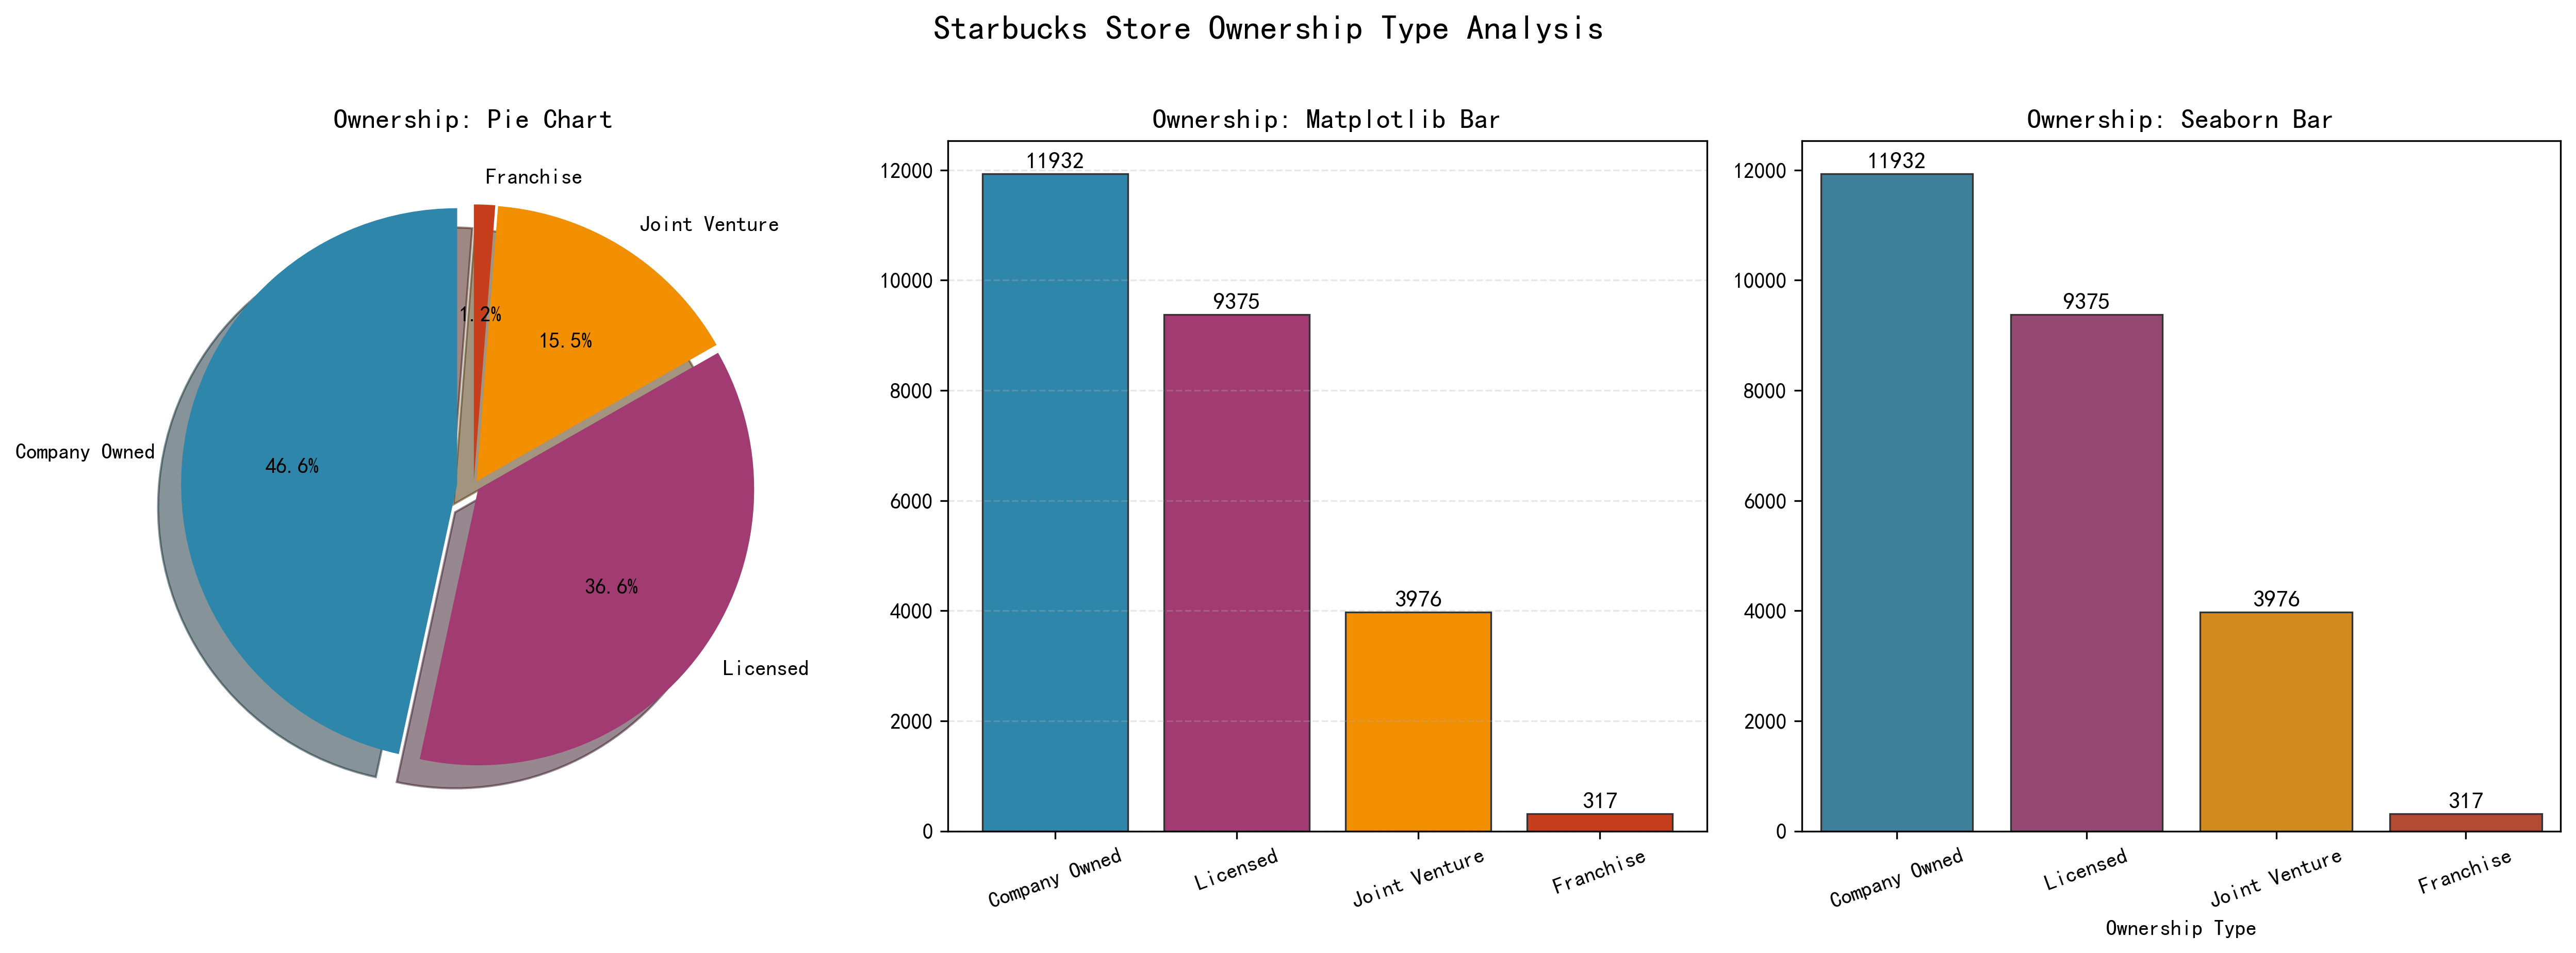 Starbucks Store Ownership Type Analysis
Ownership: Pie Chart
Franchise
Joint Venture
1.2%
15.5%
Company Owned
46.6%
36.6%
Licensed
Ownership: Matplotlib Bar
12000
10000
8000
6000
4000
2000
0
11932
9375
3976
317
Company Owned
Licensed
Joint Venture
Franchise
Ownership: Seaborn Bar
12000
10000
8000
6000
4000
2000
0
11932
9375
3976
317
Company Owned
Licensed
Joint Venture
Franchise
Ownership Type